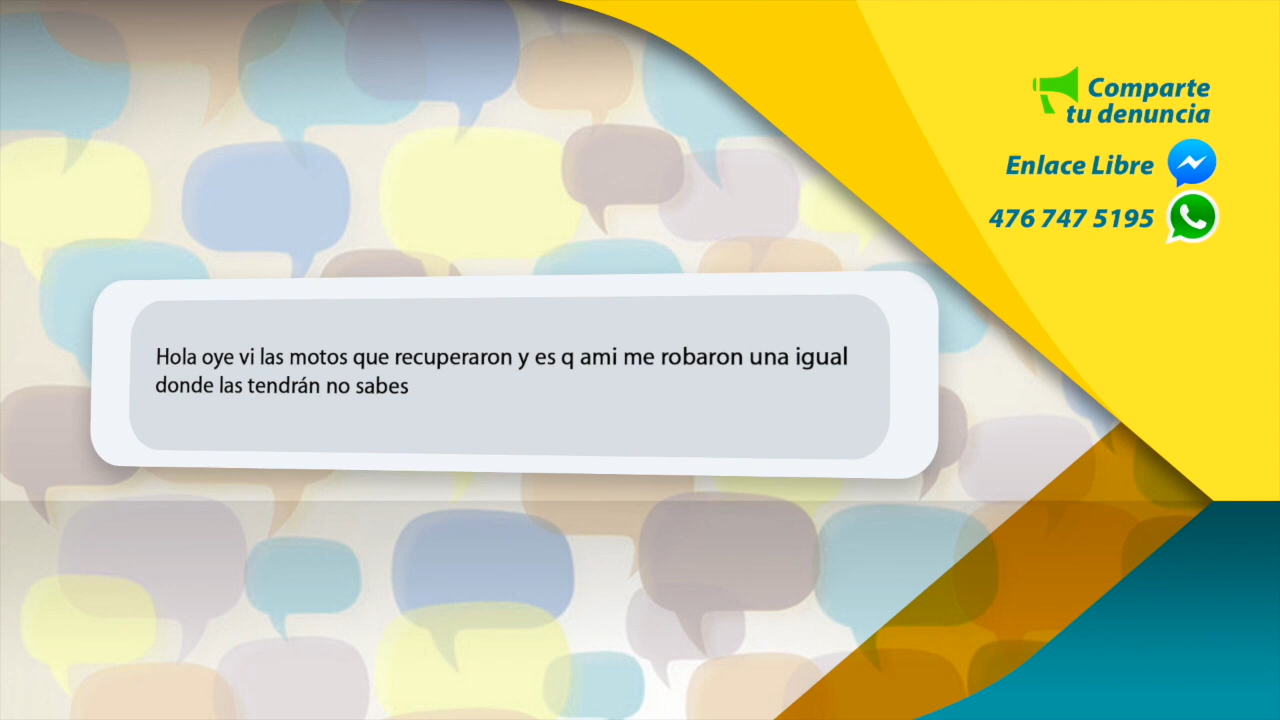 Comparte
tu denuncia
Enlace Libre
476 747 5195
Hola oye vi las motos que recuperaron y es q ami me robaron una igual
donde las tendrán no sabes